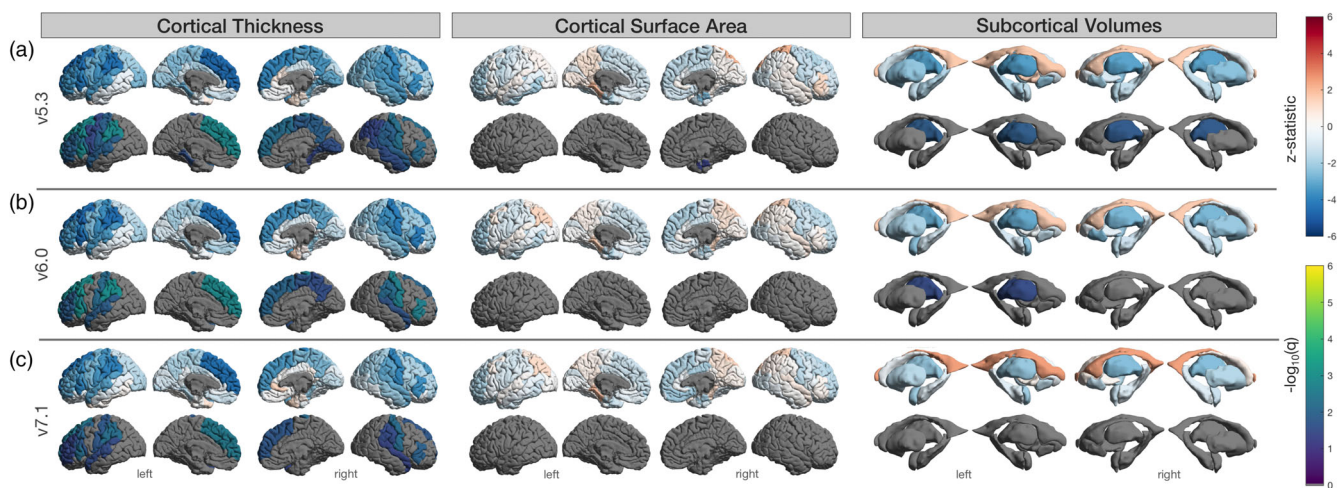 Cortical Thickness
Cortical Surface Area
Subcortical Volumes
(a)
v5.3
(b)
v6.0
(c)
v7.1
left
right
left
right
left
right
6
4
2
0
-2
-4
-6
z-statistic
6
5
4
3
2
1
0
-log₁₀(q)